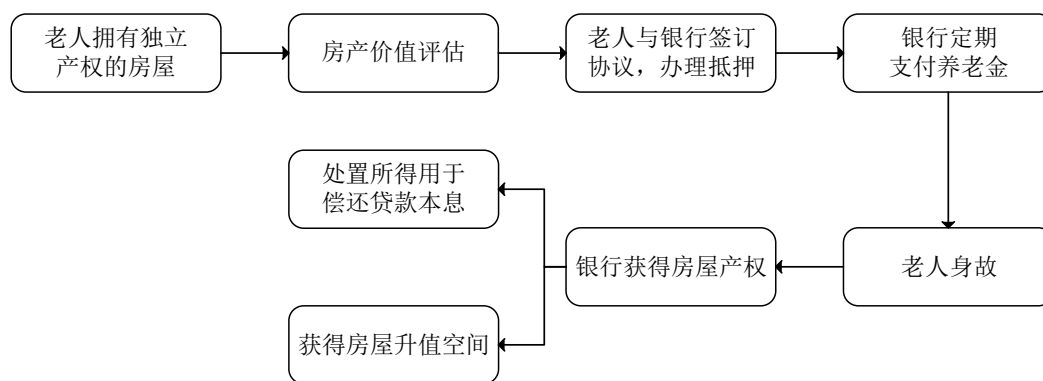 老人拥有独立
产权的房屋
房产价值评估
老人与银行签订
协议，办理抵押
银行定期
支付养老金
老人身故
银行获得房屋产权
处置所得用于
偿还贷款本息
获得房屋升值空间